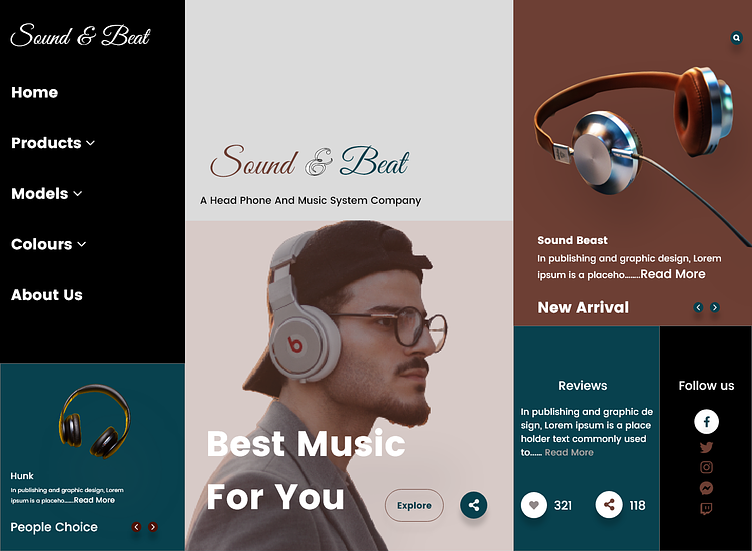 Sound & Beat
Home
Products
Models
Colours
About Us
Hunk
In publishing and graphic design, Lorem
ipsum is a placeho......Read More
People Choice
Sound & Beat
A Head Phone And Music System Company
b
Best Music
For You
Explore
Sound Beast
In publishing and graphic design, Lorem
ipsum is a placeho.......Read More
New Arrival
Reviews
In publishing and graphic de
sign, Lorem ipsum is a place
holder text commonly used
to...... Read More
321
118
Follow us